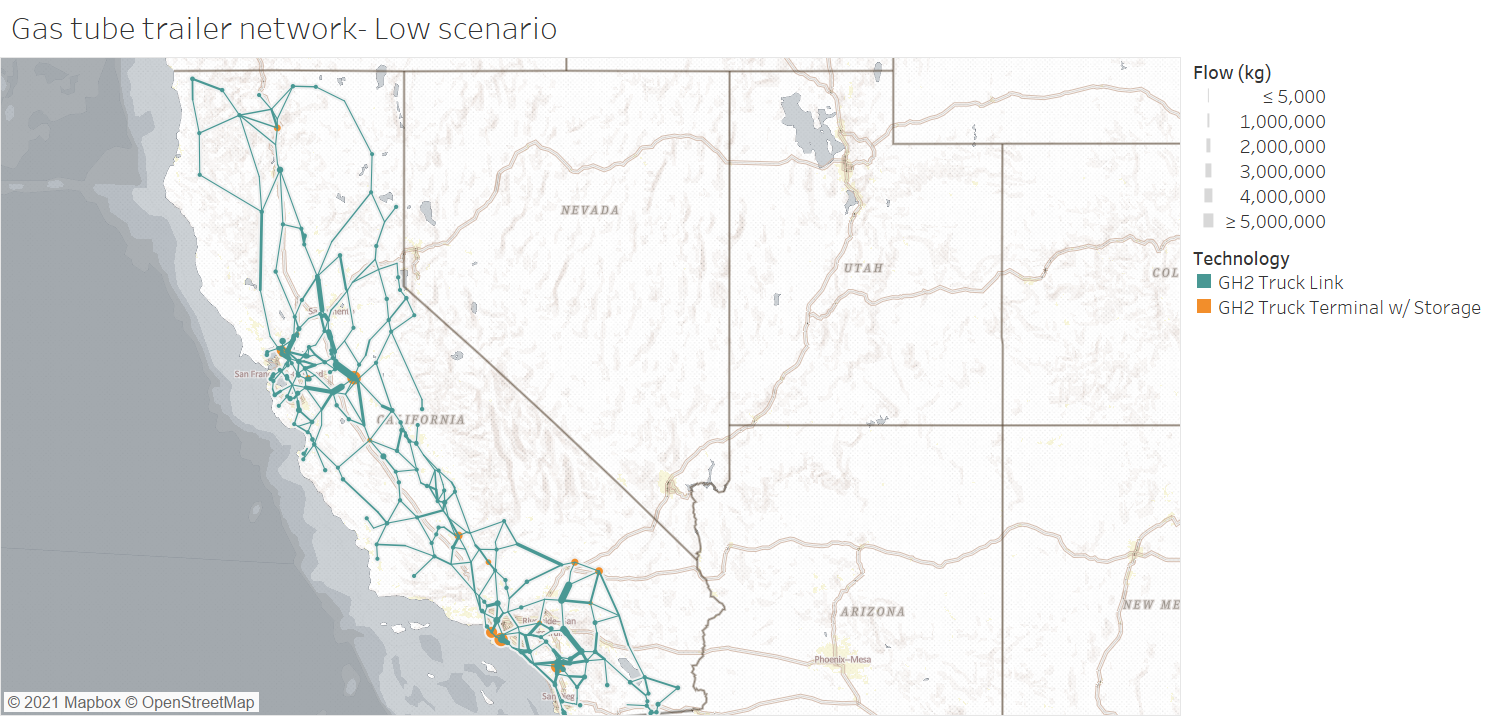 Gas tube trailer network- Low scenario
Flow (kg)
≤ 5,000
1,000,000
2,000,000
3,000,000
4,000,000
≥ 5,000,000
Technology
GH2 Truck Link
GH2 Truck Terminal w/ Storage
NEVADA
UTAH
COL
San Fran
CALIFORNIA
ARIZONA
NEW ME
Phoenix–Mesa
© 2021 Mapbox © OpenStreetMap